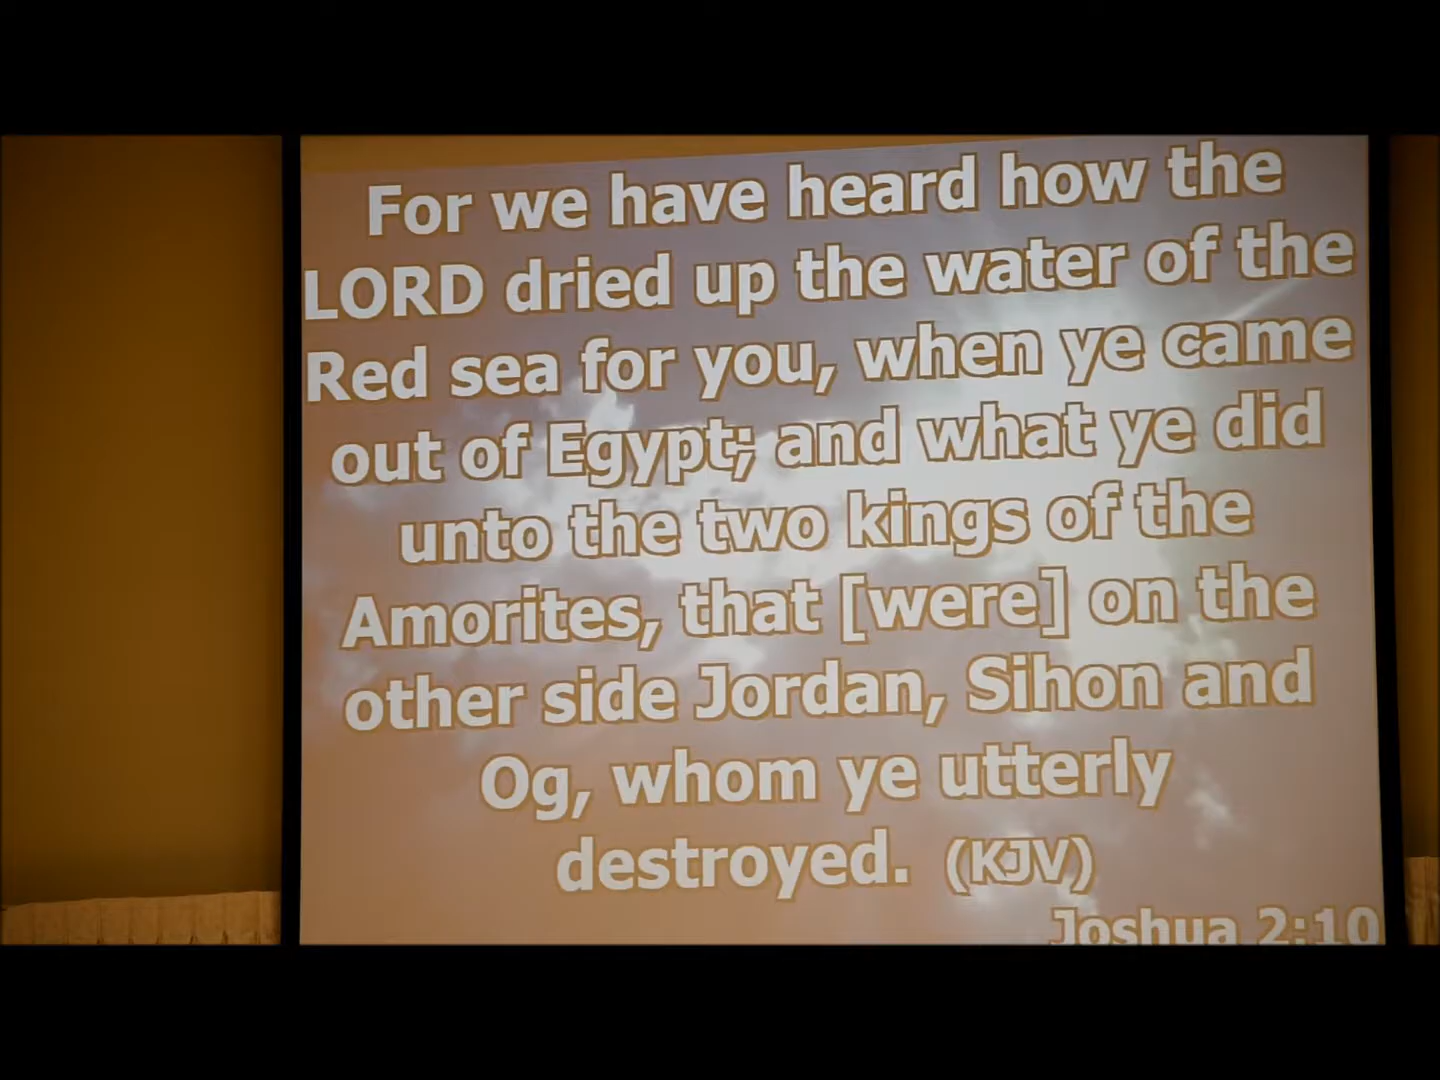 For we have heard how the
LORD dried up the water of the
Red sea for you, when ye came
out of Egypt; and what ye did
unto the two kings of the
Amorites, that [were] on the
other side Jordan, Sihon and
Og, whom ye utterly
destroyed. (KJV)
Joshua 2:10